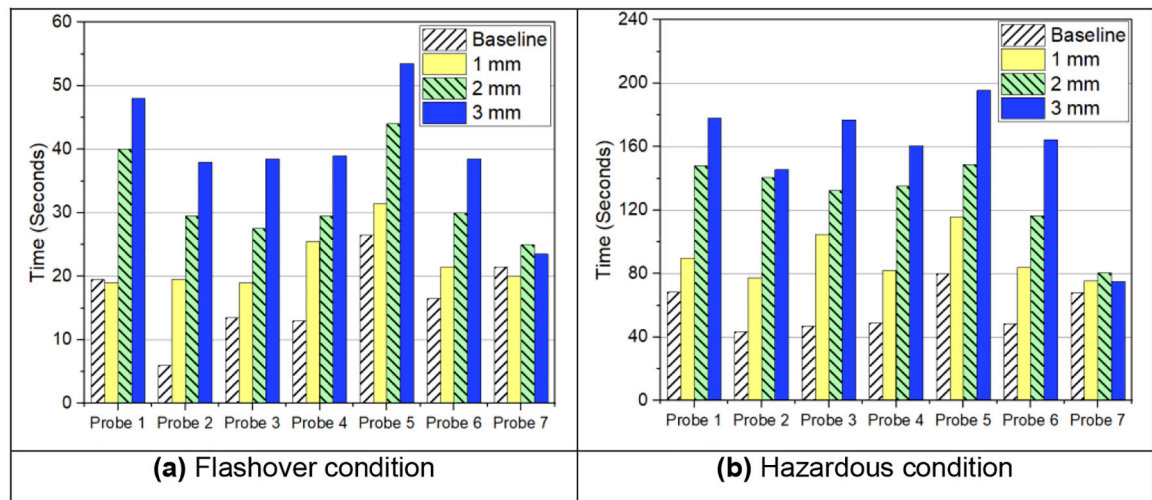 60
50
40
30
20
10
0
Time (Seconds)
Baseline
1 mm
2 mm
3 mm
Probe 1 Probe 2 Probe 3 Probe 4 Probe 5 Probe 6 Probe 7
(a) Flashover condition
240
200
160
120
80
40
0
Time (Seconds)
Baseline
1 mm
2 mm
3 mm
Probe 1 Probe 2 Probe 3 Probe 4 Probe 5 Probe 6 Probe 7
(b) Hazardous condition